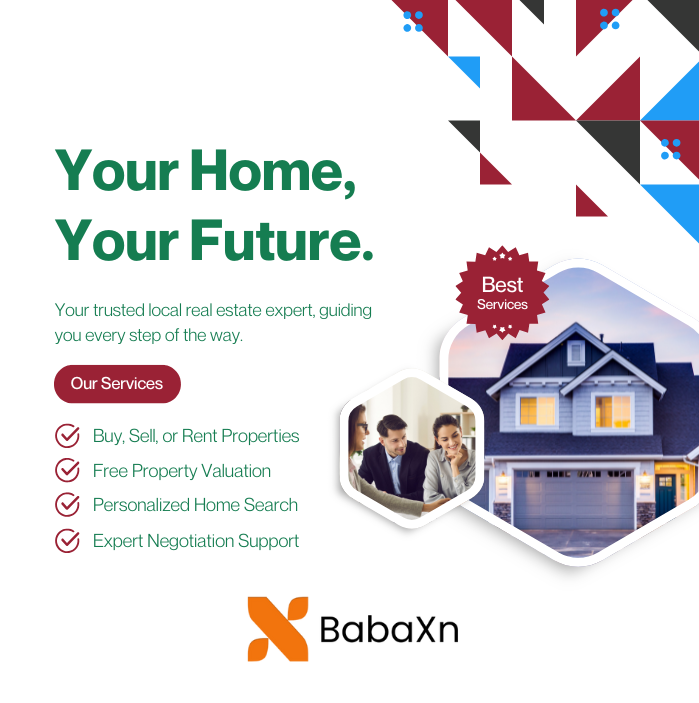 Your Home,
Your Future.
Your trusted local real estate expert, guiding
you every step of the way.
Our Services
Buy, Sell, or Rent Properties
Free Property Valuation
Personalized Home Search
Expert Negotiation Support
Best
Services
BabaXn